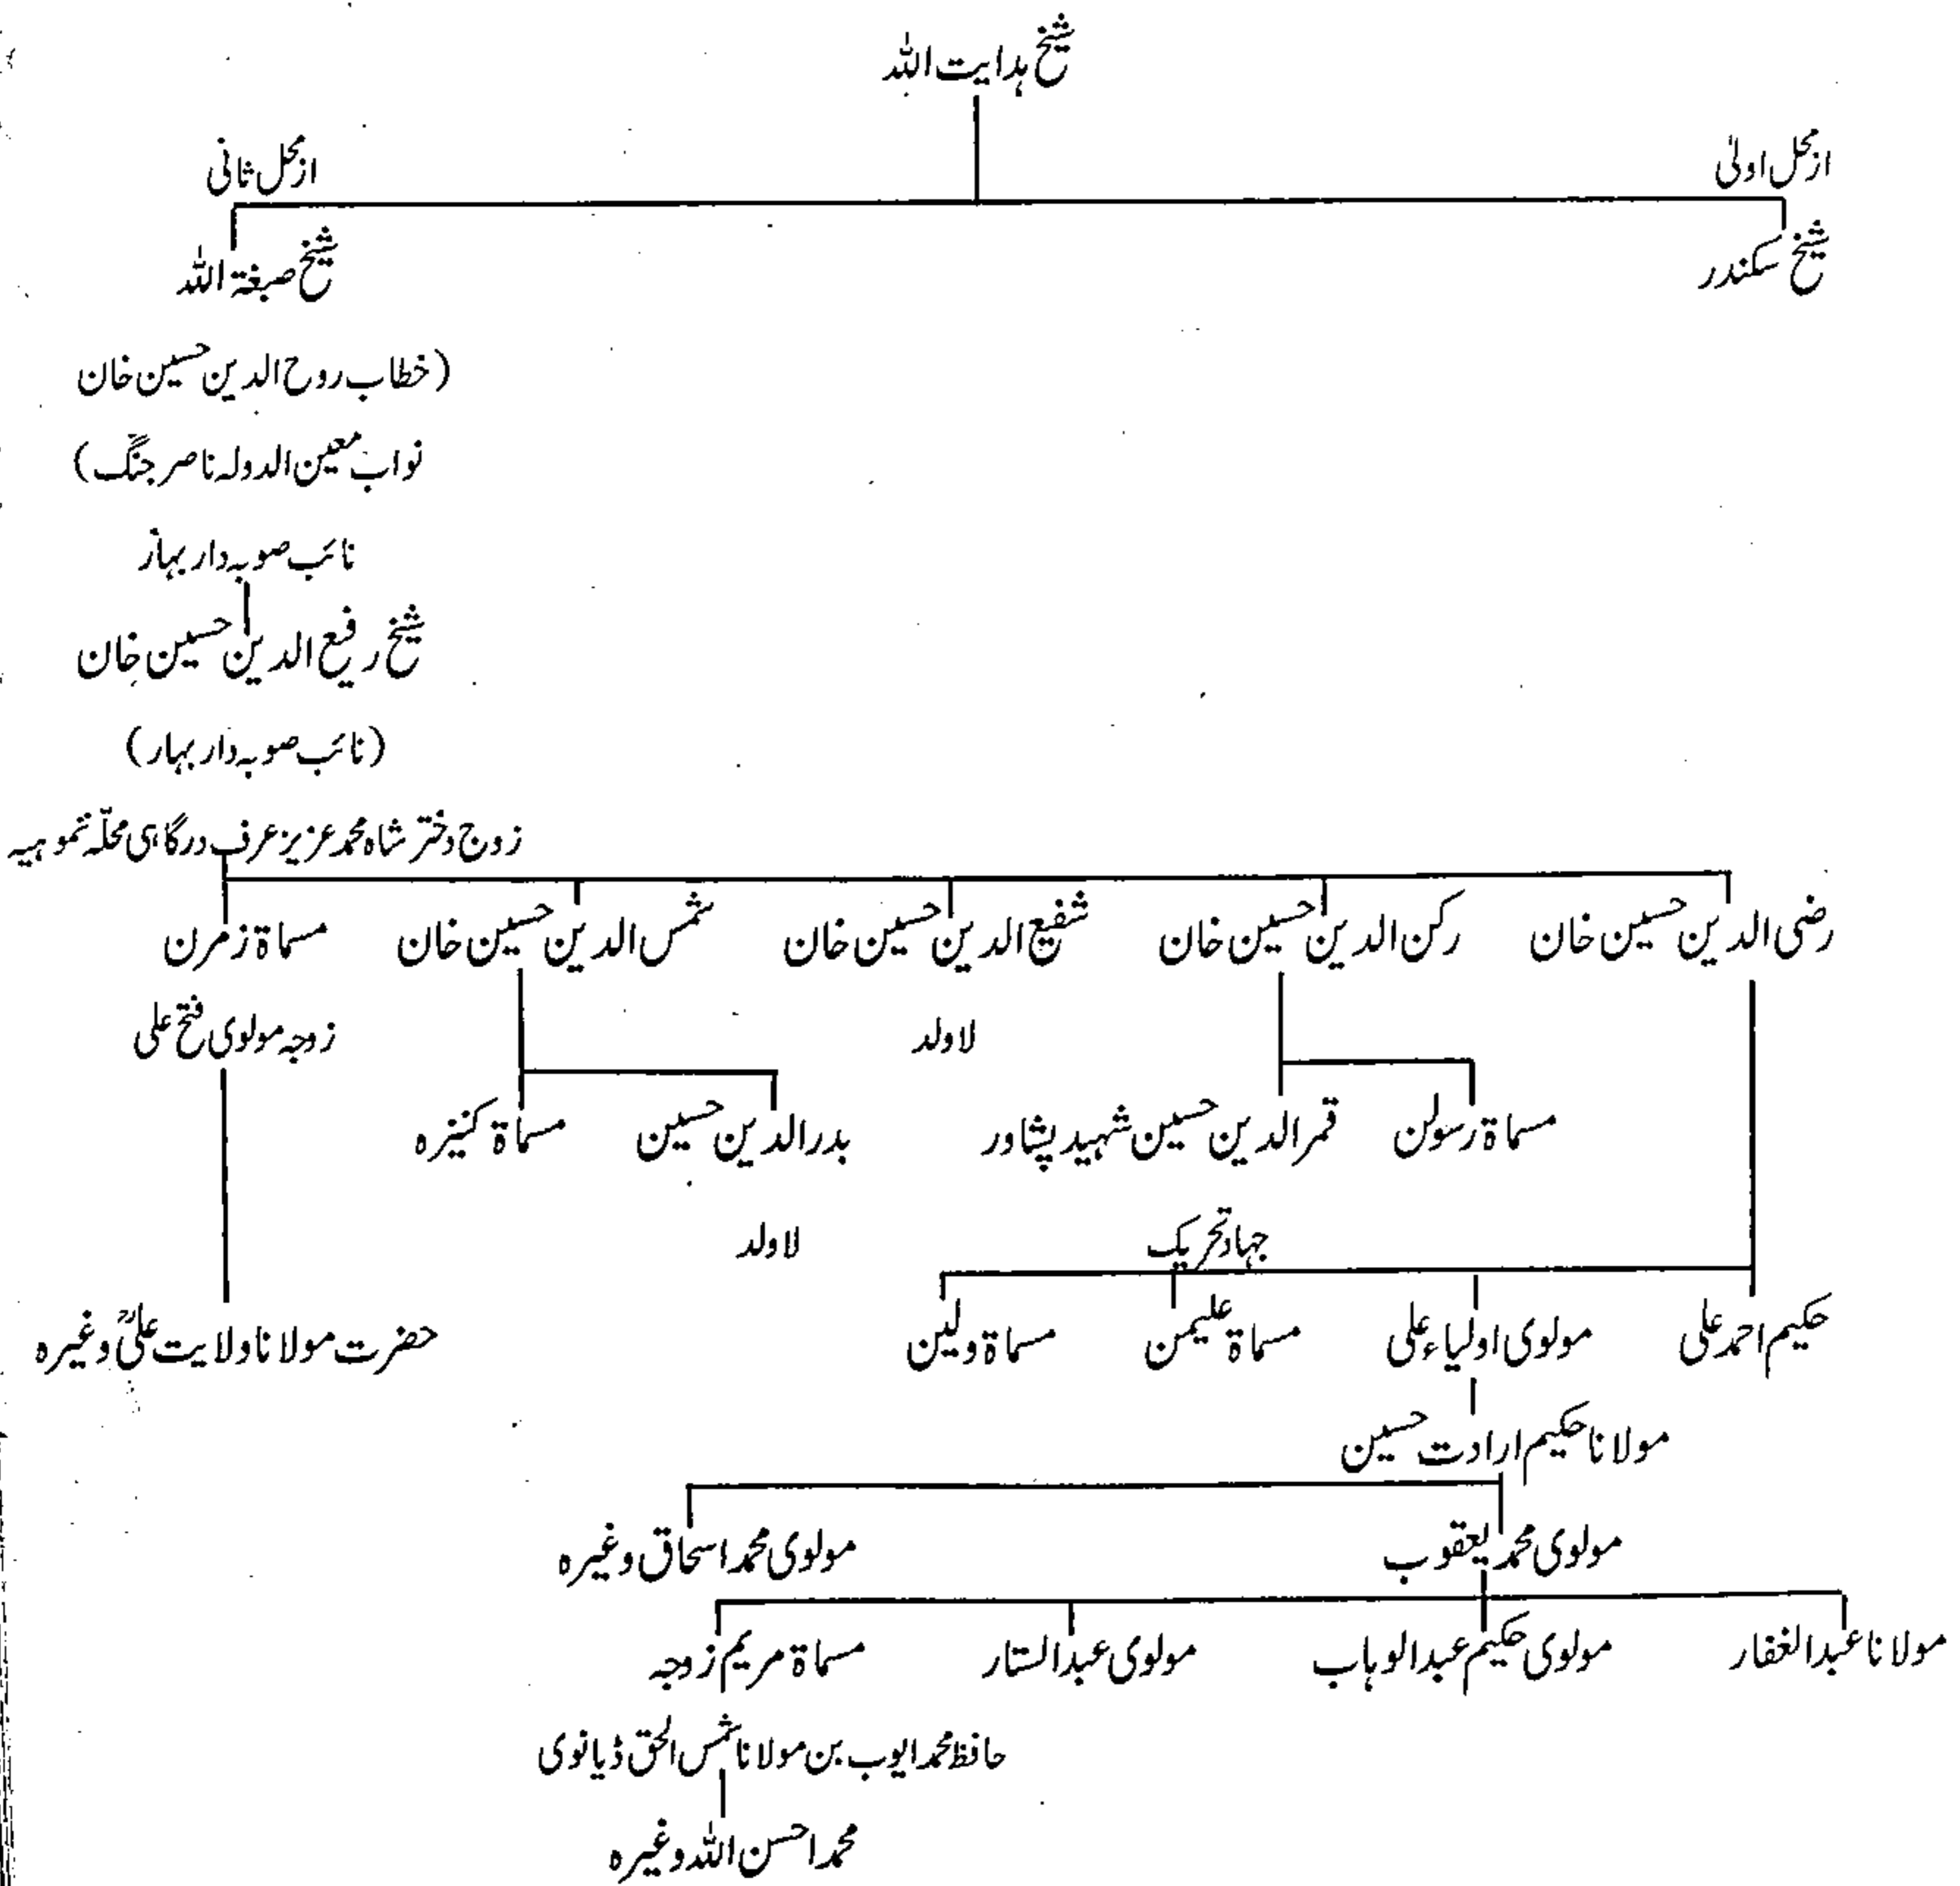 شیخ ہدایت اللہ
از محل اولیٰ
از محل ثانی
شیخ سکندر
شیخ صبغۃ اللہ
(خطاب روح الدین حسین خان
نواب معین الدولہ ناصر جنگ)
نائب صوبہ دار بہار
شیخ رفیع الدین حسین خان
(نائب صوبہ دار بہار)
زوج دختر شاہ محمد عزیز عرف درگاہی محلّہ نموہیہ
رضی الدین حسین خان
رکن الدین حسین خان
شفیع الدین حسین خان
شمس الدین حسین خان
مسماۃ زمرن
لاولد
زوجہ مولوی فتح علی
مسماۃ رسولن
قمر الدین حسین شہید پشاور
بدر الدین حسین
مسماۃ کنیزہ
جہاد تحریک
لاولد
حکیم احمد علی
مولوی اولیاء علی
مسماۃ علیمن
مسماۃ ولین
حضرت مولانا ولایت علیؒ وغیرہ
مولانا حکیم ارادت حسین
مولوی محمد یعقوب
مولوی محمد اسحاق وغیرہ
مولانا عبد الغفار
مولوی حکیم عبد الوہاب
مولوی عبد الستار
مسماۃ مریم زوجہ
حافظ محمد ایوب بن مولانا شمس الحق ڈیانوی
محمد احسن اللہ وغیرہ